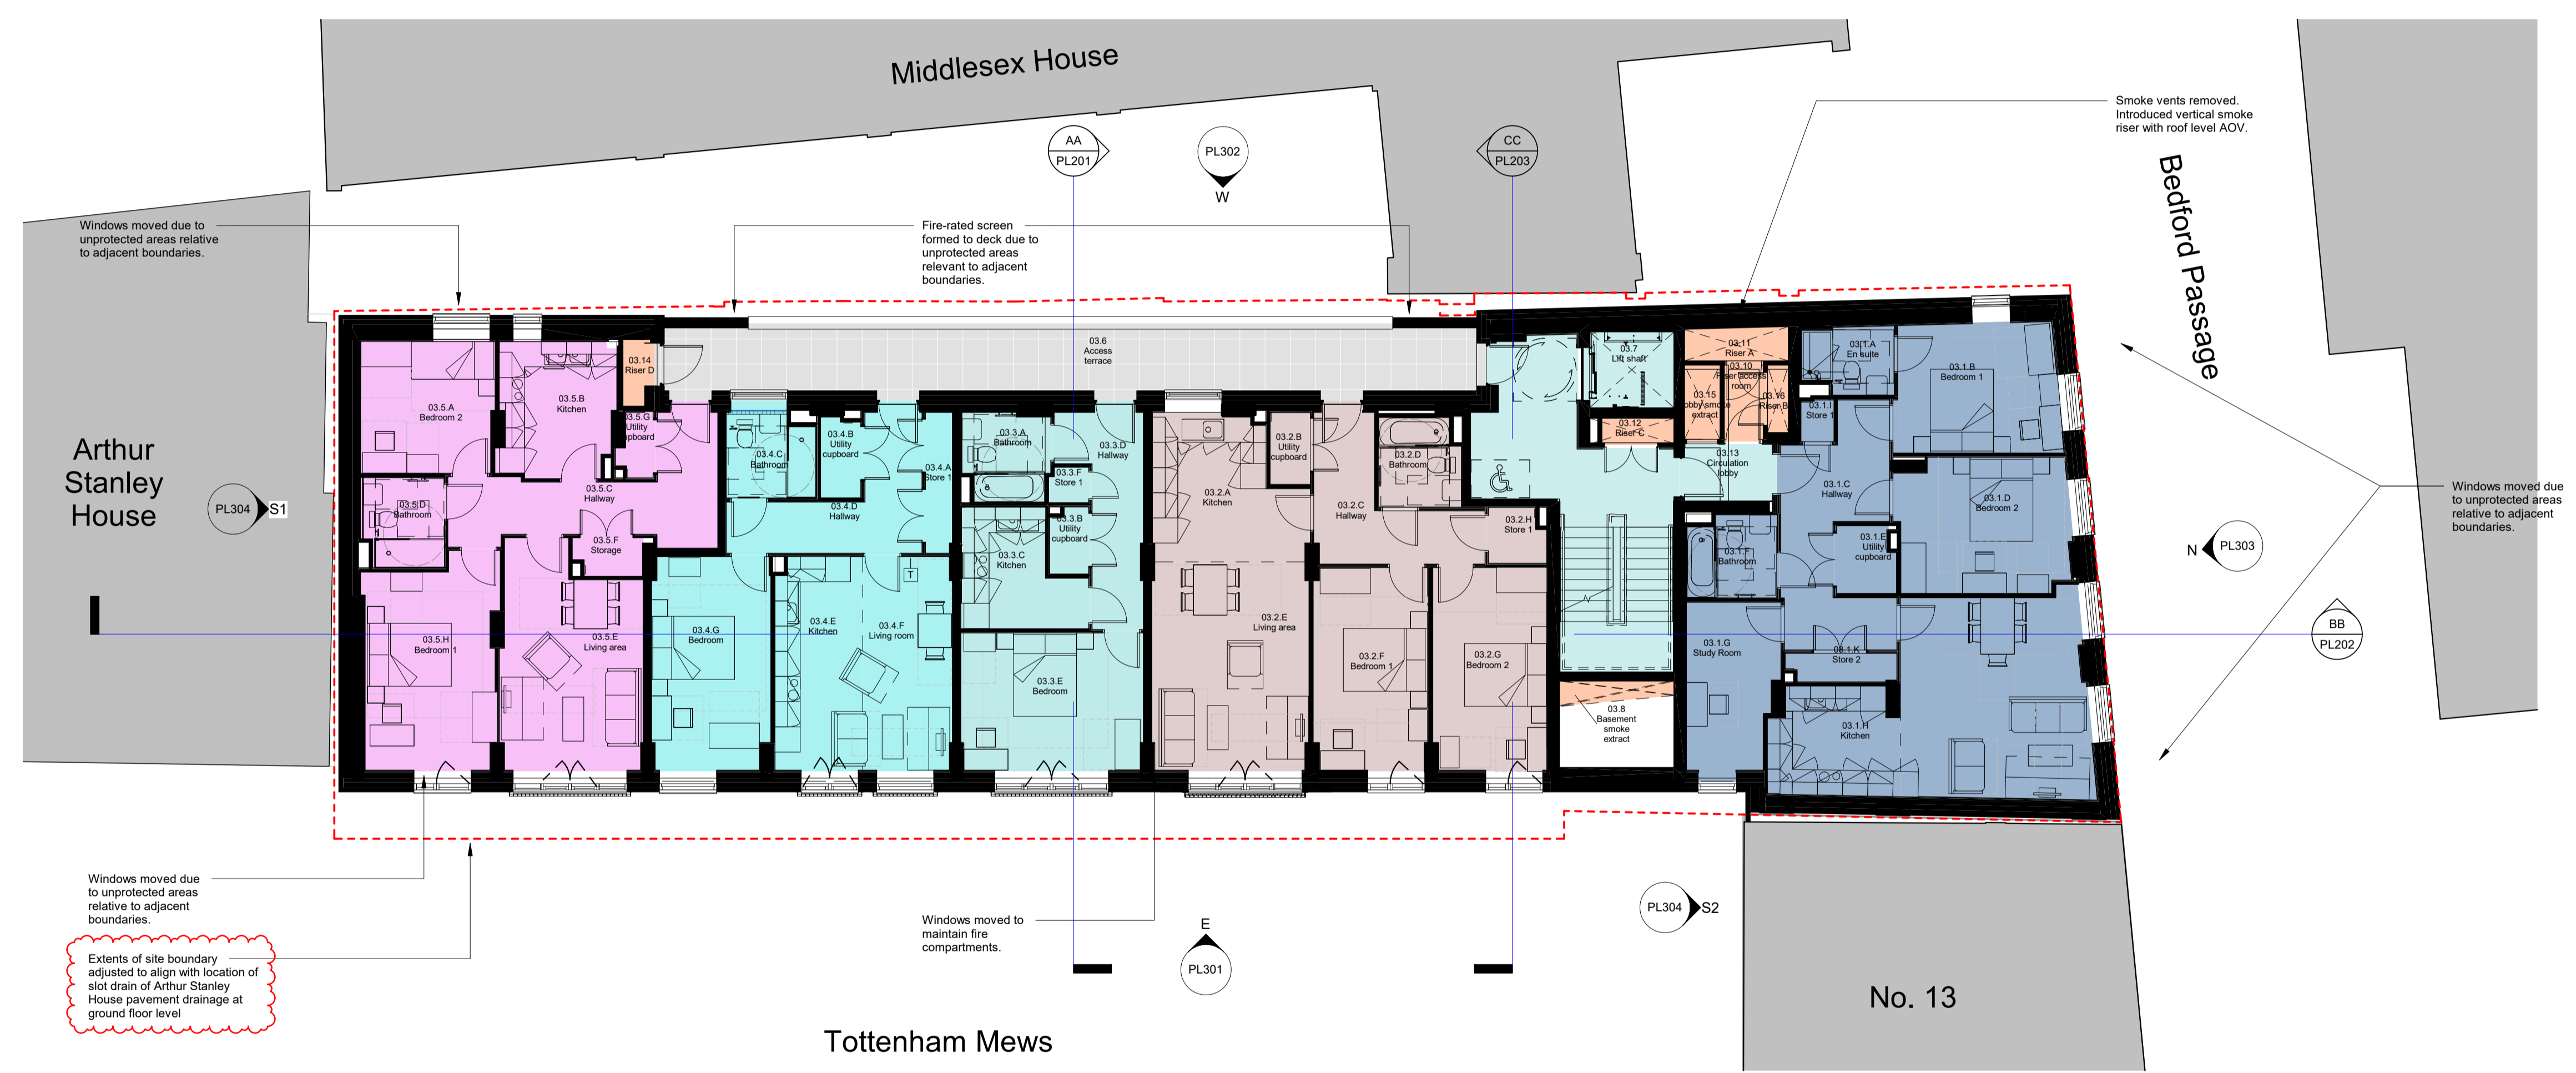 Middlesex House
Smoke vents removed.
Introduced vertical smoke
riser with roof level AOV.
AA
PL201
PL302
W
CC
PL203
Bedford Passage
Windows moved due to
unprotected areas relative
to adjacent boundaries.
Fire-rated screen
formed to deck due to
unprotected areas
relevant to adjacent
boundaries.
Arthur
Stanley
House
PL304
S1
03.5.A
Bedroom 2
03.5.B
Kitchen
03.14
Riser D
03.5.G
Utility
cupboard
03.5.C
Hallway
03.5.D
Bathroom
03.5.F
Storage
03.5.H
Bedroom 1
03.5.E
Living area
03.6
Access
terrace
03.4.C
Bathroom
03.4.B
Utility
cupboard
03.4.A
Store 1
03.4.D
Hallway
03.4.G
Bedroom
03.4.E
Kitchen
03.4.F
Living room
T
03.3.A
Bathroom
03.3.D
Hallway
03.3.F
Store 1
03.3.B
Utility
cupboard
03.3.C
Kitchen
03.3.E
Bedroom
03.2.A
Kitchen
03.2.B
Utility
cupboard
03.2.D
Bathroom
03.2.C
Hallway
03.2.H
Store 1
03.2.E
Living area
03.2.F
Bedroom 1
03.2.G
Bedroom 2
03.7
Lift shaft
03.11
Riser A
03.10
Riser access
room
03.15
Lobby smoke
extract
03.16
Riser B
03.12
Riser C
03.13
Circulation
lobby
03.8
Basement
smoke
extract
03.1.A
En suite
03.1.B
Bedroom 1
03.1.I
Store 1
03.1.C
Hallway
03.1.D
Bedroom 2
03.1.E
Utility
cupboard
03.1.F
Bathroom
03.1.G
Study Room
03.1.K
Store 2
03.1.H
Kitchen
Windows moved due
to unprotected areas
relative to adjacent
boundaries.
N
PL303
BB
PL202
Windows moved due
to unprotected areas
relative to adjacent
boundaries.
Extents of site boundary
adjusted to align with location of
slot drain of Arthur Stanley
House pavement drainage at
ground floor level
Windows moved to
maintain fire
compartments.
E
PL301
PL304
S2
No. 13
Tottenham Mews